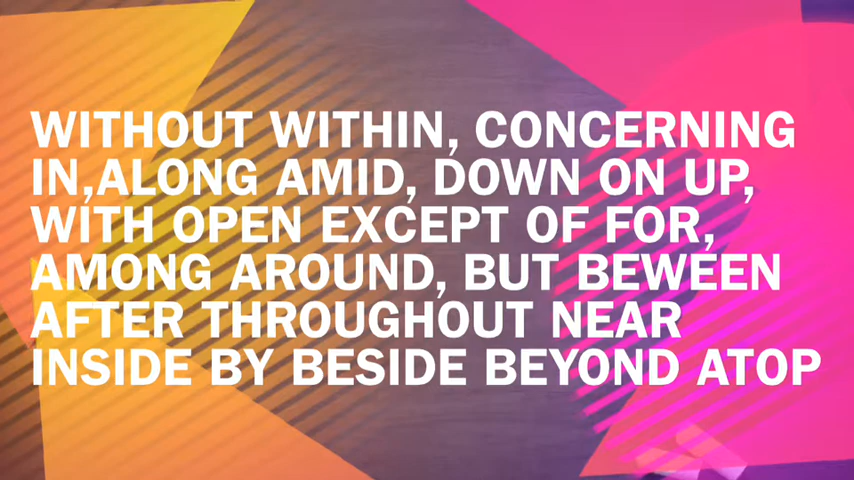 WITHOUT WITHIN, CONCERNING
IN,ALONG AMID, DOWN ON UP,
WITH OPEN EXCEPT OF FOR,
AMONG AROUND, BUT BEWEEN
AFTER THROUGHOUT NEAR
INSIDE BY BESIDE BEYOND ATOP